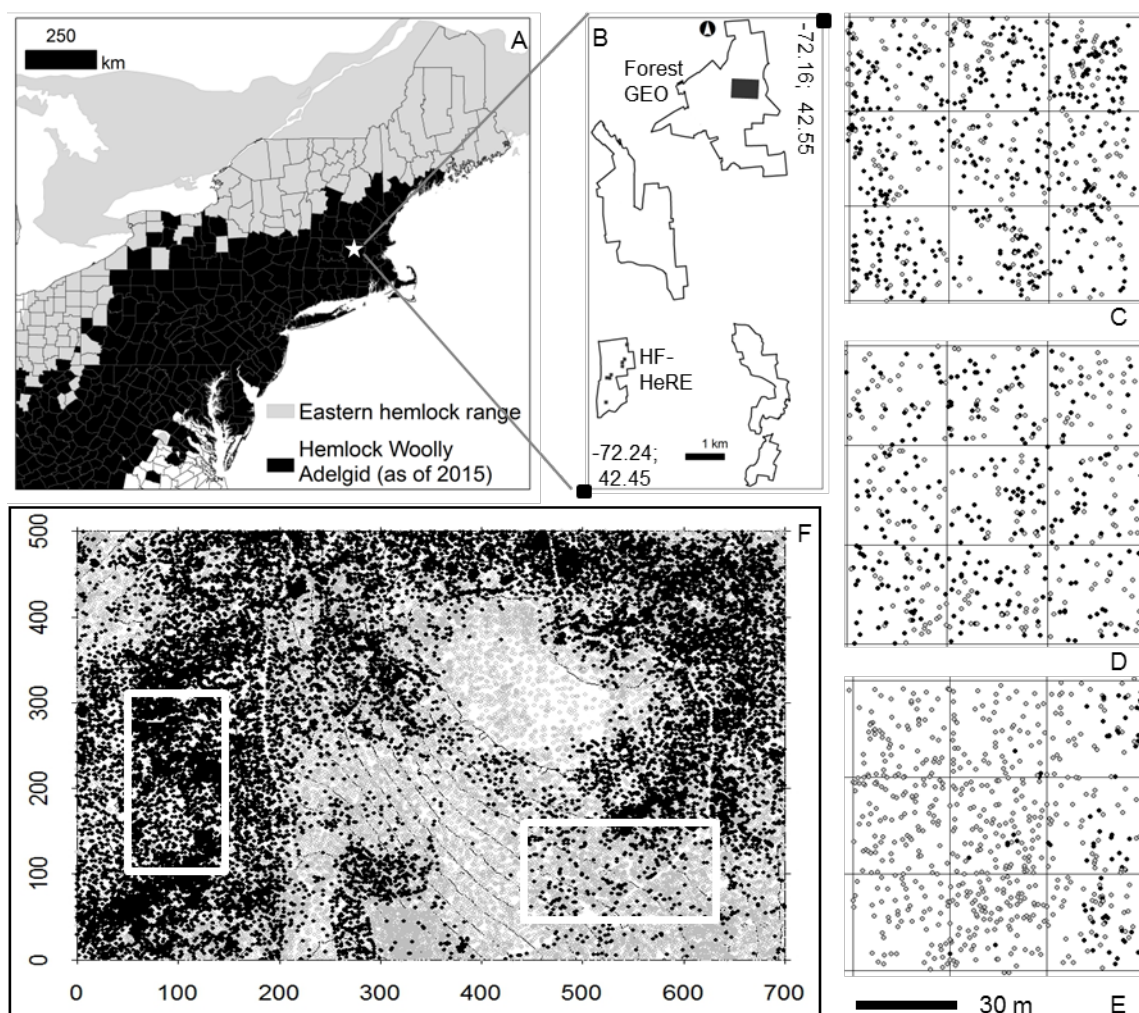 250
km
A
Eastern hemlock range
Hemlock Woolly
Adelgid (as of 2015)
B
Forest
GEO
-72.16; 42.55
HF-
HeRE
1 km
-72.24;
42.45
C
D
E
30 m
F
500
400
300
200
100
0
0 100 200 300 400 500 600 700